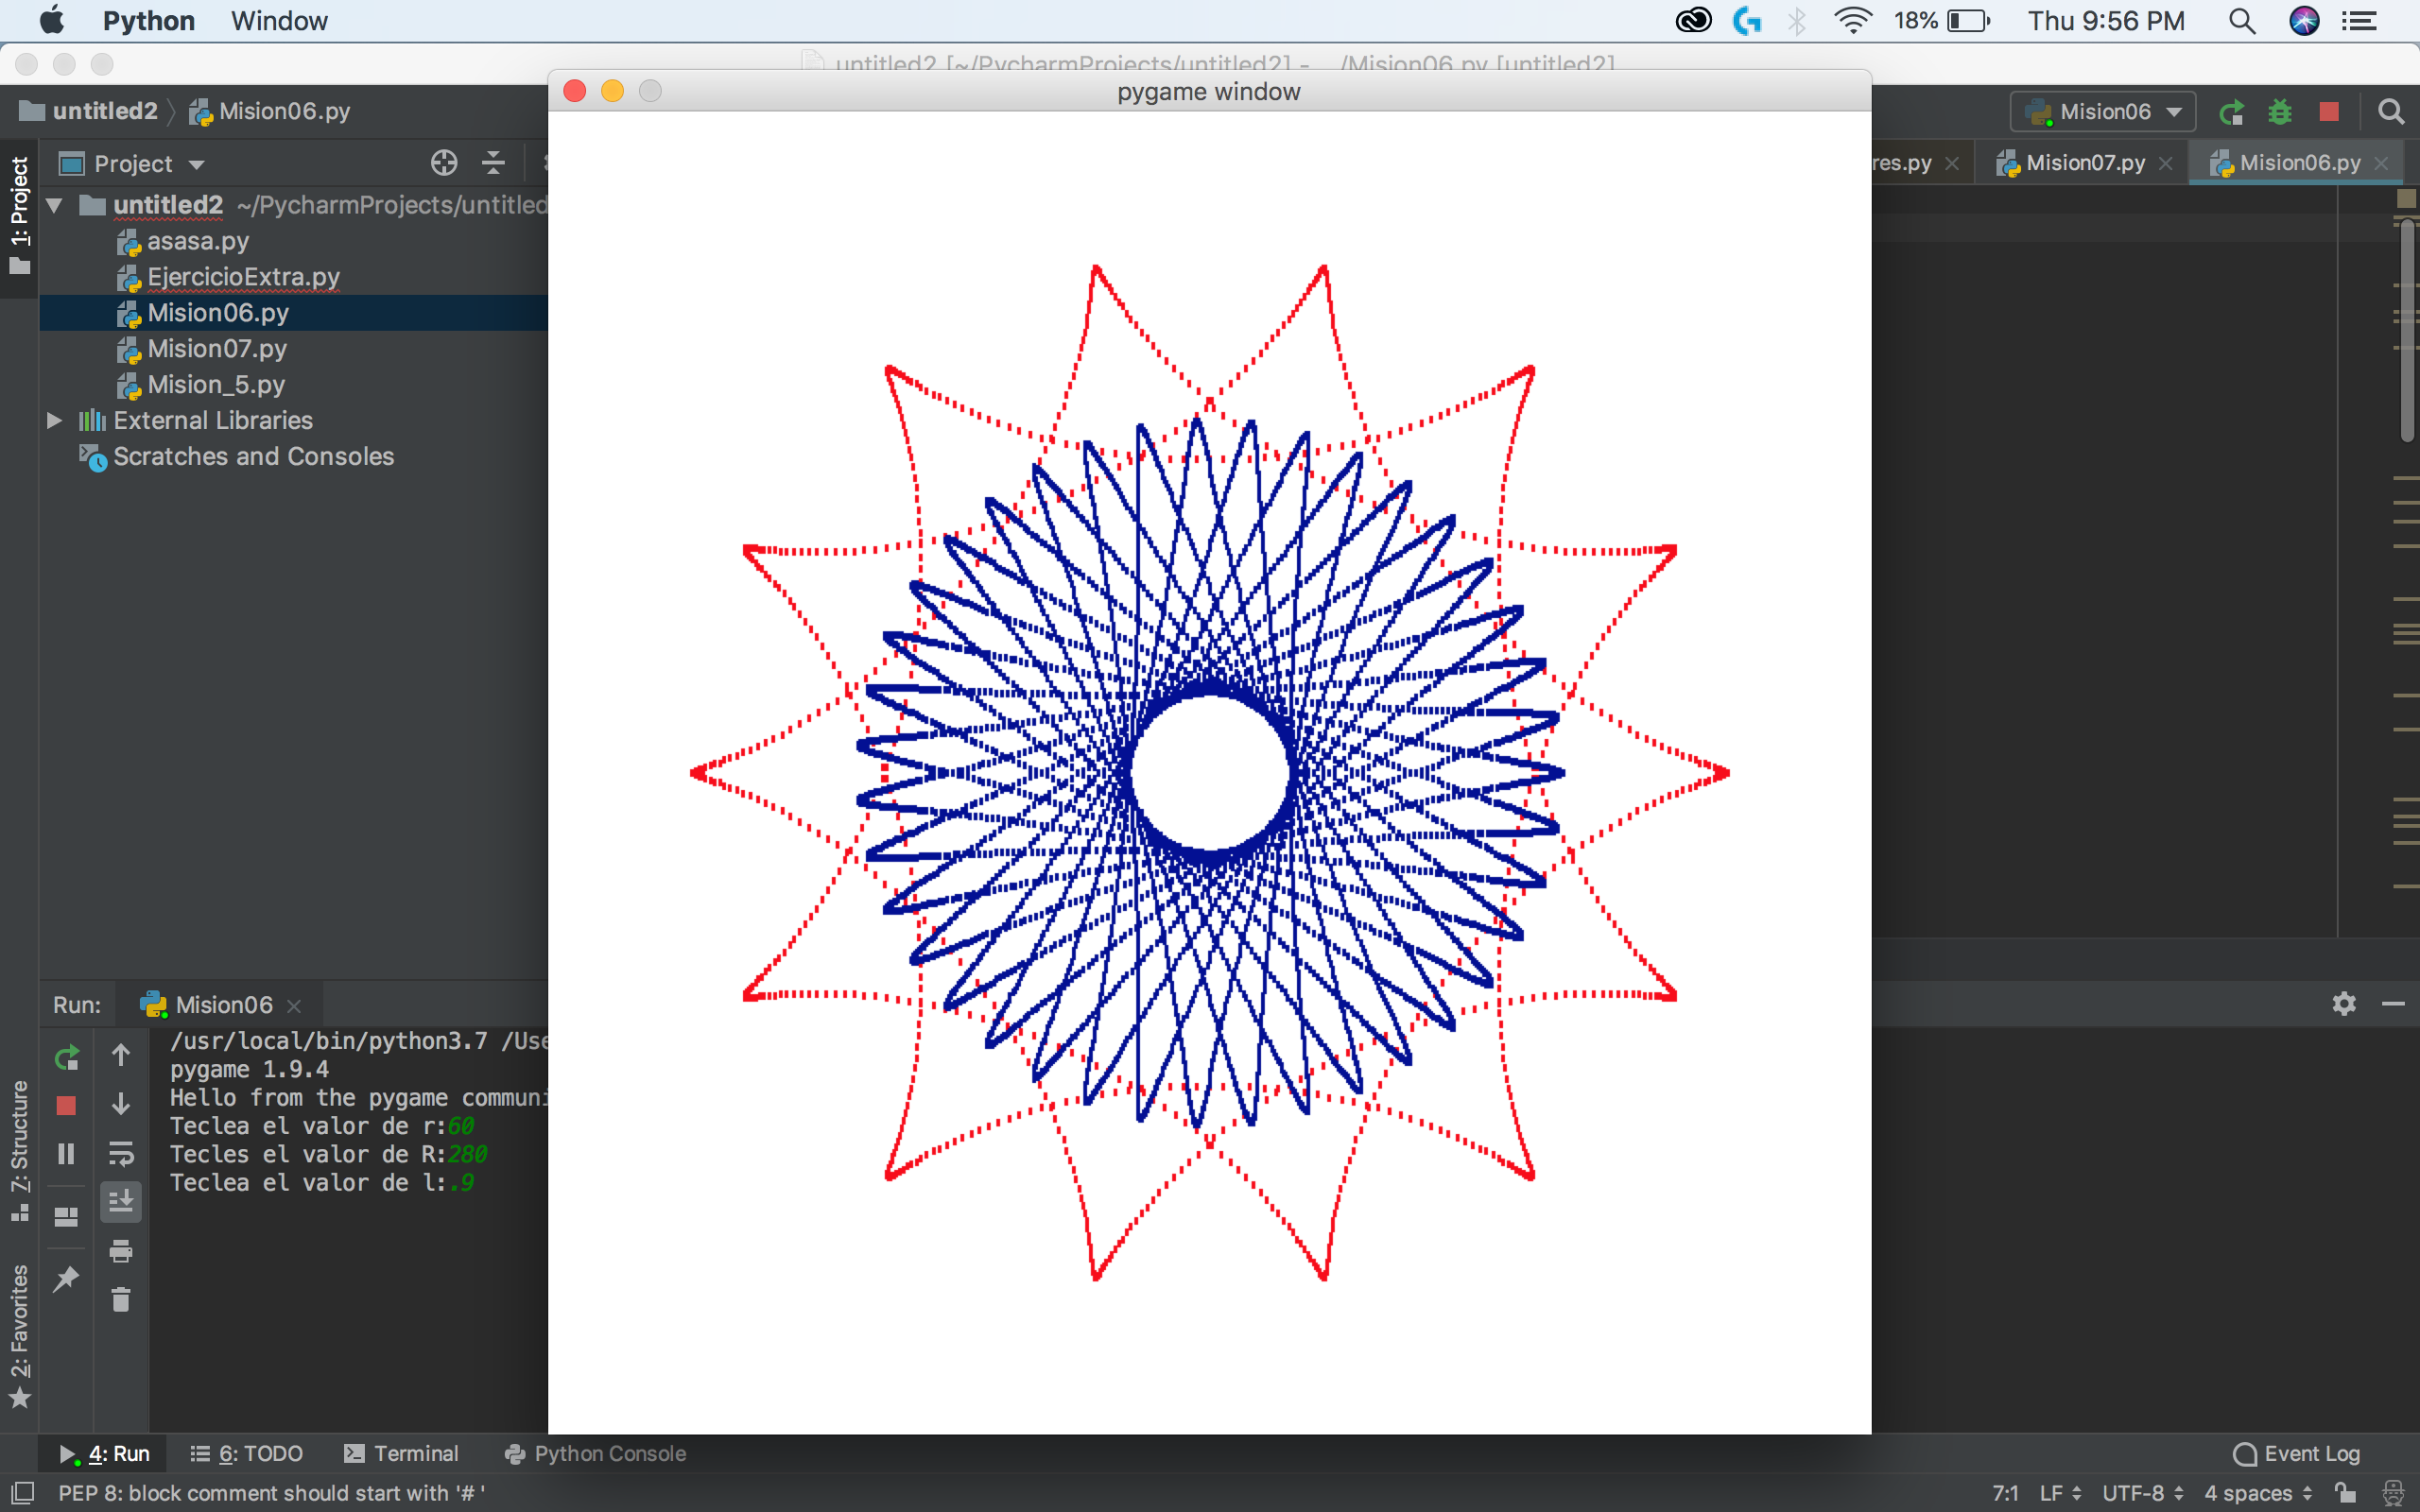 Python Window 18% Thu 9:56 PM
untitled2 [~/PycharmProjects/untitled2] - .../Mision06.py [untitled2]
pygame window
untitled2 Mision06.py Mision06
Project
res.py Mision07.py Mision06.py
1: Project
untitled2 ~/PycharmProjects/untitled
asasa.py
EjercicioExtra.py
Mision06.py
Mision07.py
Mision_5.py
External Libraries
Scratches and Consoles
Run: Mision06
/usr/local/bin/python3.7 /Use
pygame 1.9.4
Hello from the pygame communi
Teclea el valor de r:60
Tecles el valor de R:280
Teclea el valor de l:.9
7: Structure
2: Favorites
4: Run 6: TODO Terminal Python Console Event Log
PEP 8: block comment should start with '# ' 7:1 LF UTF-8 4 spaces